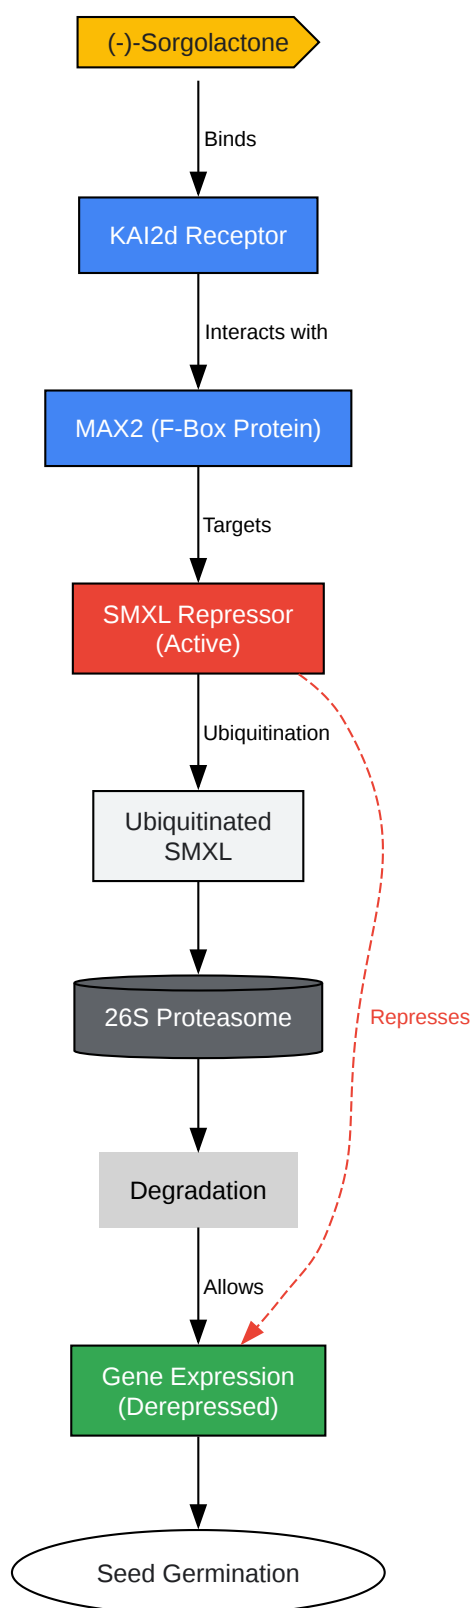 (-)-Sorgolactone
Binds
KAI2d Receptor
Interacts with
MAX2 (F-Box Protein)
Targets
SMXL Repressor
(Active)
Ubiquitination
Ubiquitinated
SMXL
26S Proteasome
Represses
Degradation
Allows
Gene Expression
(Derepressed)
Seed Germination